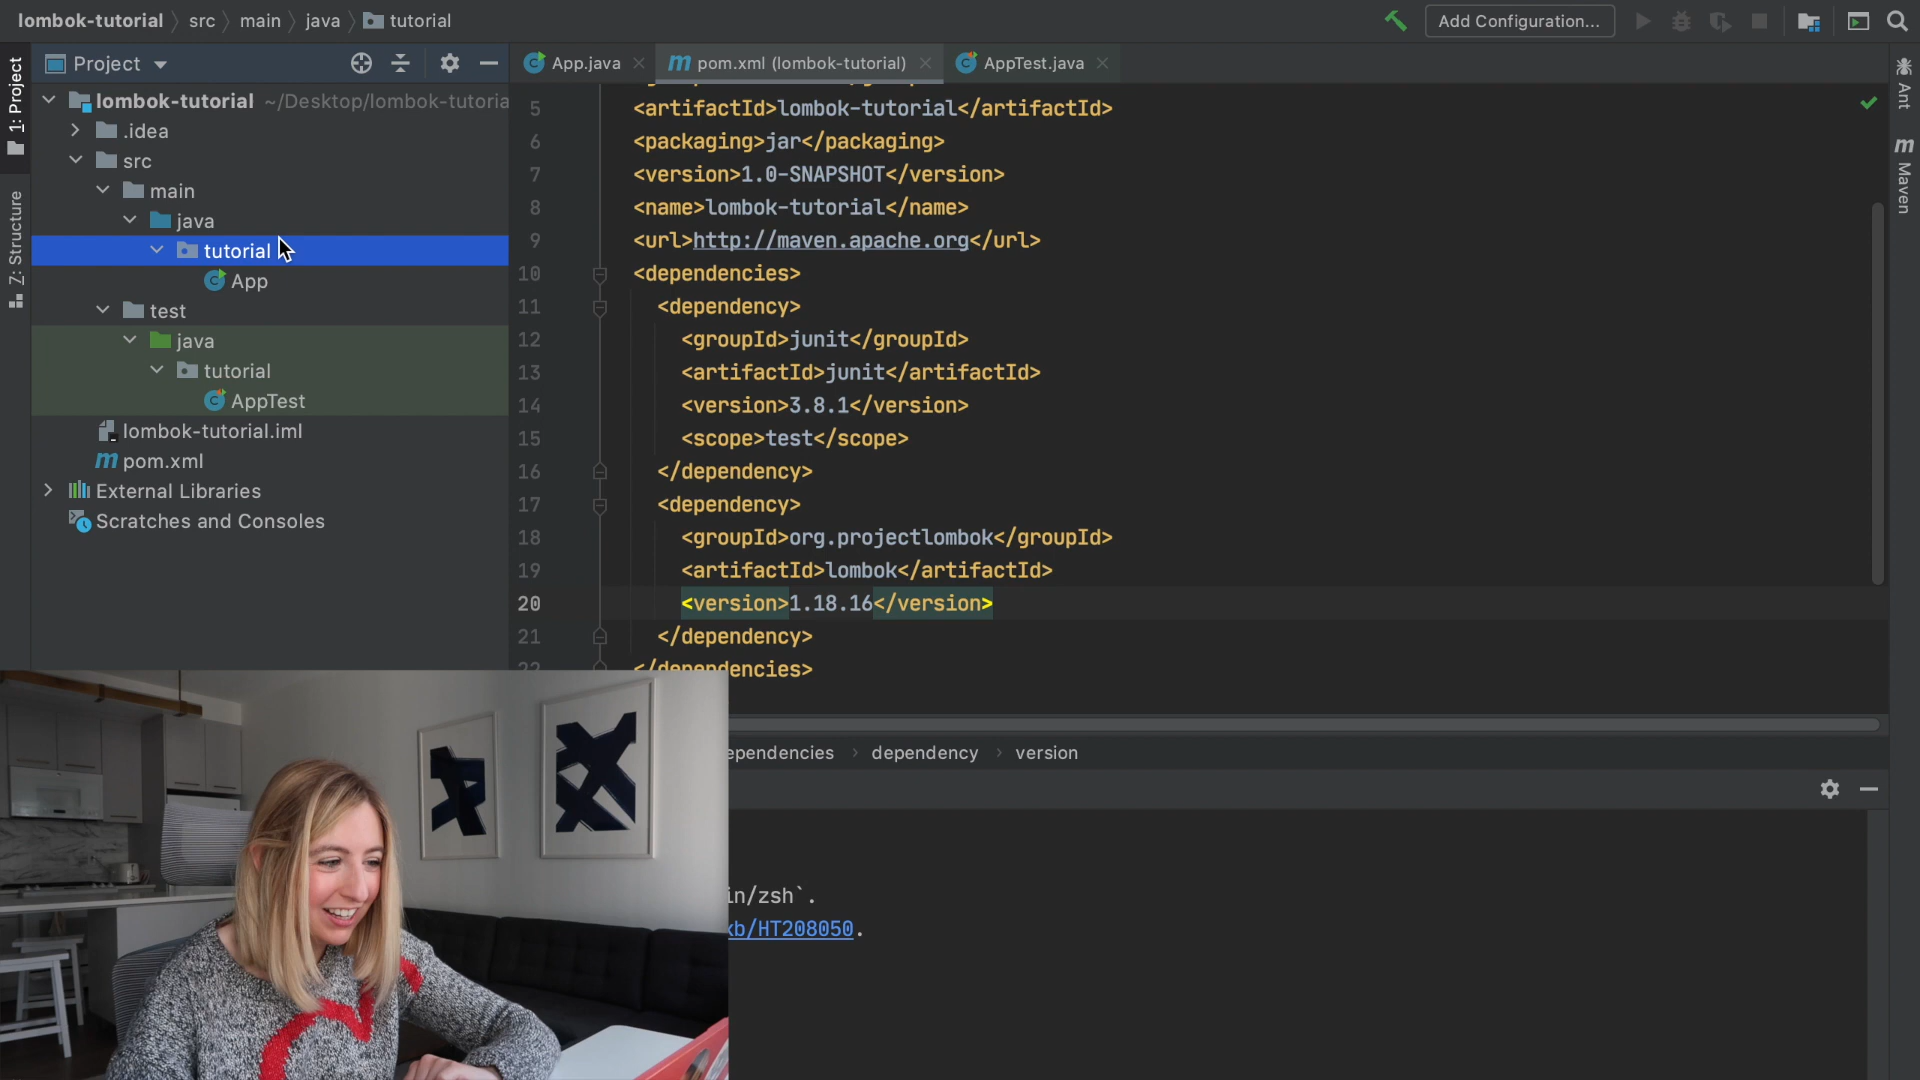 lombok-tutorial src main java tutorial
Add Configuration...
1: Project
Z: Structure
Project
lombok-tutorial ~/Desktop/lombok-tutoria
.idea
src
main
java
tutorial
App
test
java
tutorial
AppTest
lombok-tutorial.iml
m pom.xml
External Libraries
Scratches and Consoles
App.java
m pom.xml (lombok-tutorial)
AppTest.java
5 <artifactId>lombok-tutorial</artifactId>
6 <packaging>jar</packaging>
7 <version>1.0-SNAPSHOT</version>
8 <name>lombok-tutorial</name>
9 <url>http://maven.apache.org</url>
10 <dependencies>
11 <dependency>
12 <groupId>junit</groupId>
13 <artifactId>junit</artifactId>
14 <version>3.8.1</version>
15 <scope>test</scope>
16 </dependency>
17 <dependency>
18 <groupId>org.projectlombok</groupId>
19 <artifactId>lombok</artifactId>
20 <version>1.18.16</version>
21 </dependency>
22 </dependencies>
ependencies › dependency › version
in/zsh`.
kb/HT208050.
Ant
m Maven